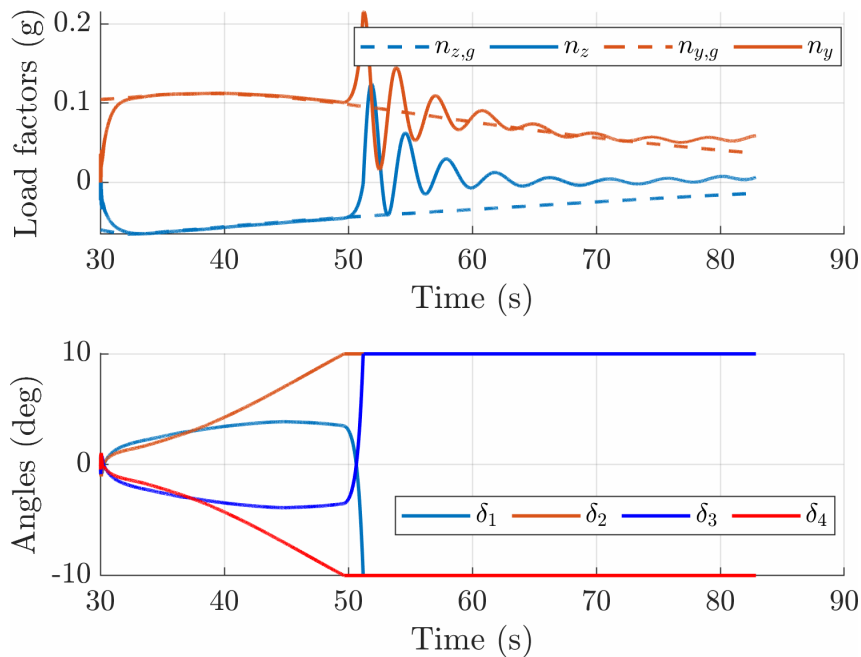 Load factors (g)
0.2
0.1
0
n_{z,g} n_z n_{y,g} n_y
30 40 50 60 70 80 90
Time (s)
Angles (deg)
10
0
-10
δ_1 δ_2 δ_3 δ_4
30 40 50 60 70 80 90
Time (s)